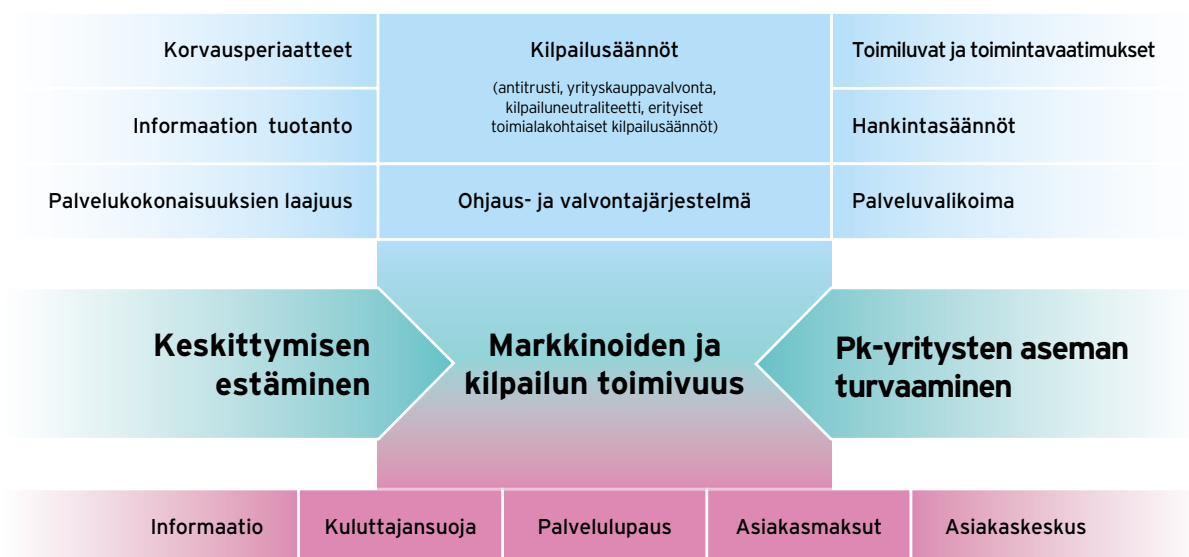 Korvausperiaatteet
Kilpailusäännöt
Toimiluvat ja toimintavaatimukset
(antitrusti, yrityskauppavalvonta,
kilpailuneutraliteetti, erityiset
toimialakohtaiset kilpailusäännöt)
Informaation tuotanto
Hankintasäännöt
Palvelukokonaisuuksien laajuus
Ohjaus- ja valvontajärjestelmä
Palveluvalikoima
Keskittymisen
estäminen
Markkinoiden ja
kilpailun toimivuus
Pk-yritysten aseman
turvaaminen
Informaatio
Kuluttajansuoja
Palvelulupaus
Asiakasmaksut
Asiakaskeskus